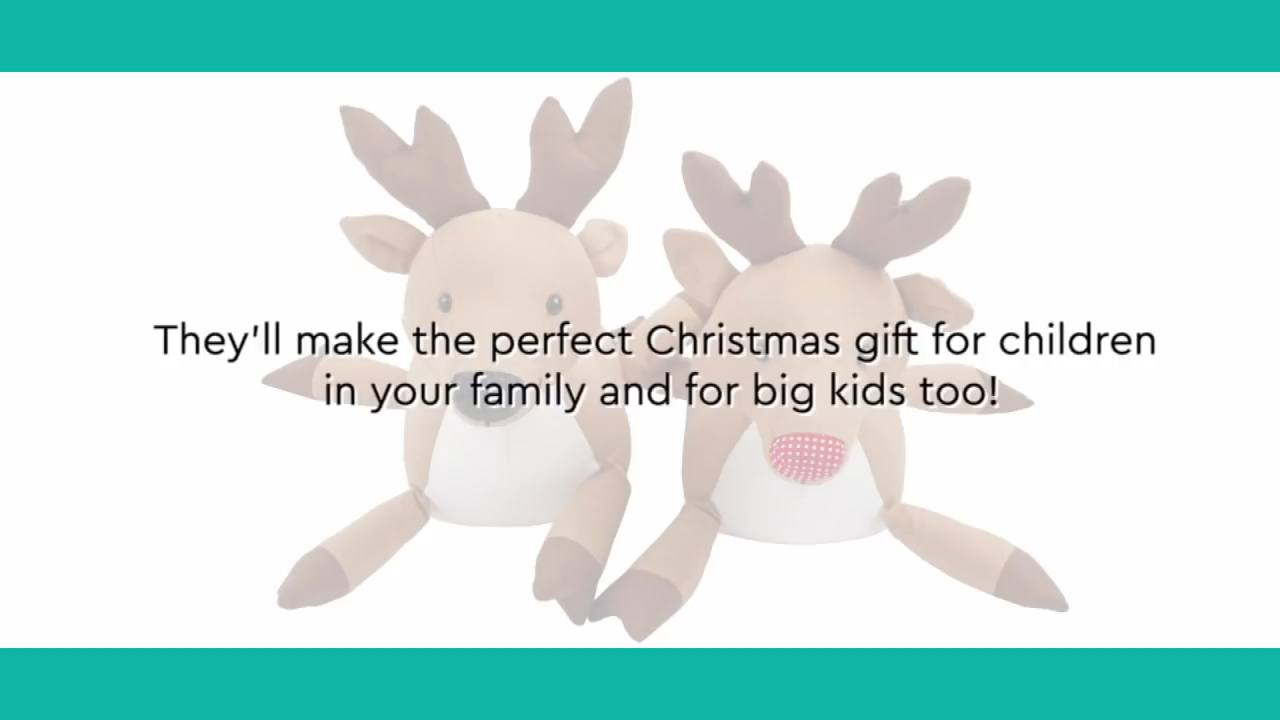 They'll make the perfect Christmas gift for children
in your family and for big kids too!